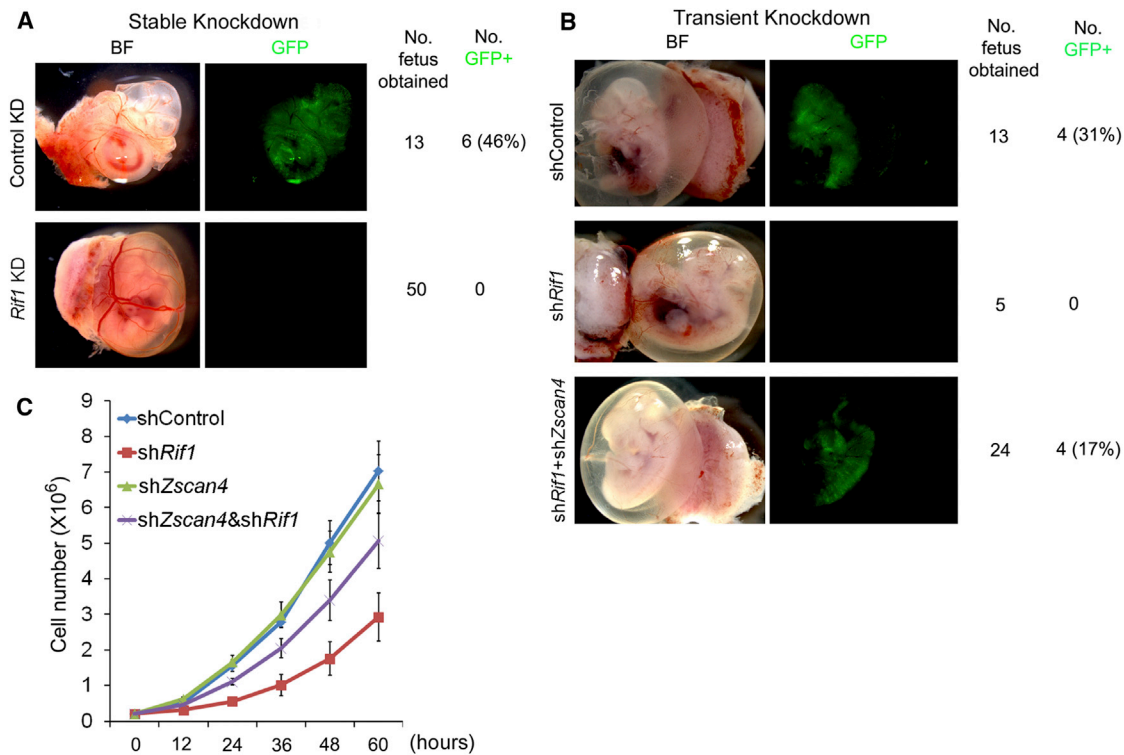 A
Stable Knockdown
BF
GFP
No.
fetus
obtained
No.
GFP+
Control KD
13
6 (46%)
Rif1 KD
50
0
B
Transient Knockdown
BF
GFP
No.
fetus
obtained
No.
GFP+
shControl
13
4 (31%)
shRif1
5
0
shRif1+shZscan4
24
4 (17%)
C
Cell number (X10⁶)
9
8
7
6
5
4
3
2
1
0
shControl
shRif1
shZscan4
shZscan4&shRif1
0 12 24 36 48 60 (hours)